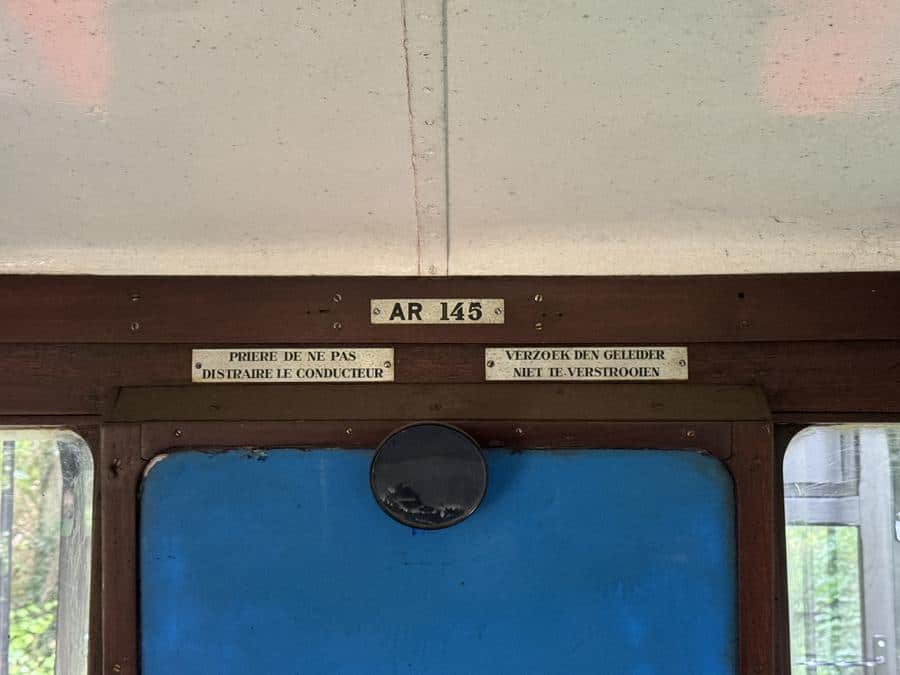 AR 145
PRIERE DE NE PAS
DISTRAIRE LE CONDUCTEUR
VERZOEK DEN GELEIDER
NIET TE VERSTROOIEN